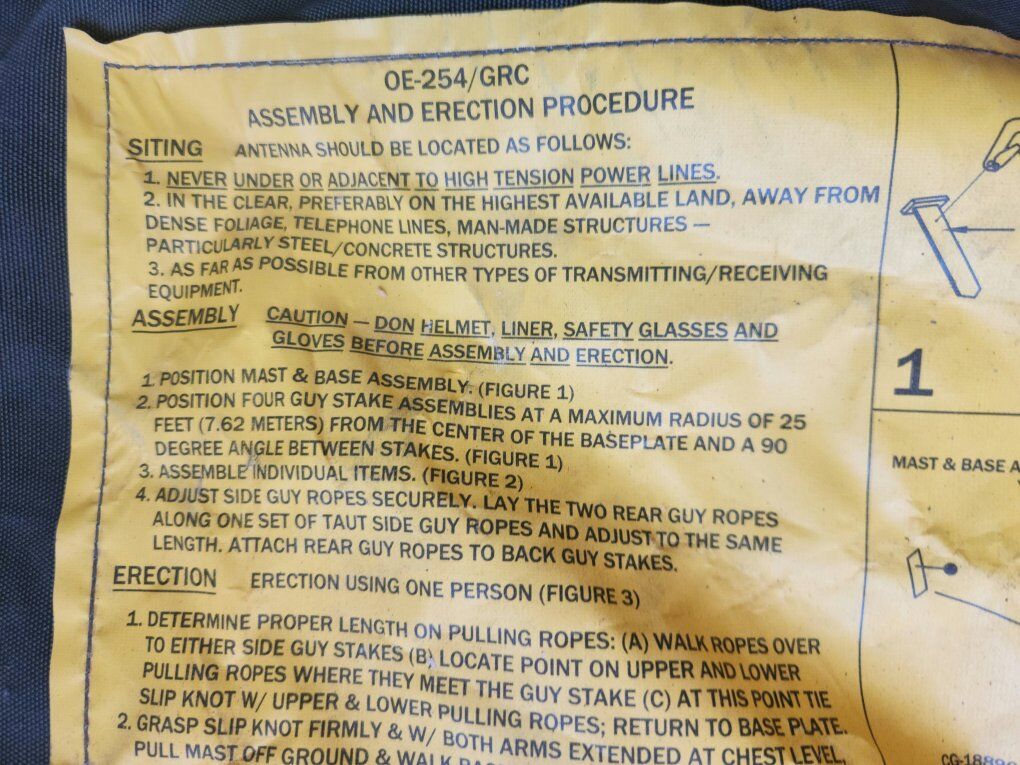 OE-254/GRC
ASSEMBLY AND ERECTION PROCEDURE
SITING ANTENNA SHOULD BE LOCATED AS FOLLOWS:
1. NEVER UNDER OR ADJACENT TO HIGH TENSION POWER LINES.
2. IN THE CLEAR, PREFERABLY ON THE HIGHEST AVAILABLE LAND, AWAY FROM
DENSE FOLIAGE, TELEPHONE LINES, MAN-MADE STRUCTURES —
PARTICULARLY STEEL/CONCRETE STRUCTURES.
3. AS FAR AS POSSIBLE FROM OTHER TYPES OF TRANSMITTING/RECEIVING
EQUIPMENT.
ASSEMBLY CAUTION — DON HELMET, LINER, SAFETY GLASSES AND
GLOVES BEFORE ASSEMBLY AND ERECTION.
1. POSITION MAST & BASE ASSEMBLY. (FIGURE 1)
2. POSITION FOUR GUY STAKE ASSEMBLIES AT A MAXIMUM RADIUS OF 25
FEET (7.62 METERS) FROM THE CENTER OF THE BASEPLATE AND A 90
DEGREE ANGLE BETWEEN STAKES. (FIGURE 1)
3. ASSEMBLE INDIVIDUAL ITEMS. (FIGURE 2)
4. ADJUST SIDE GUY ROPES SECURELY. LAY THE TWO REAR GUY ROPES
ALONG ONE SET OF TAUT SIDE GUY ROPES AND ADJUST TO THE SAME
LENGTH. ATTACH REAR GUY ROPES TO BACK GUY STAKES.
ERECTION ERECTION USING ONE PERSON (FIGURE 3)
1. DETERMINE PROPER LENGTH ON PULLING ROPES: (A) WALK ROPES OVER
TO EITHER SIDE GUY STAKES (B) LOCATE POINT ON UPPER AND LOWER
PULLING ROPES WHERE THEY MEET THE GUY STAKE (C) AT THIS POINT TIE
SLIP KNOT W/ UPPER & LOWER PULLING ROPES; RETURN TO BASE PLATE.
2. GRASP SLIP KNOT FIRMLY & W/ BOTH ARMS EXTENDED AT CHEST LEVEL,
PULL MAST OFF GROUND & WALK
1
MAST & BASE A